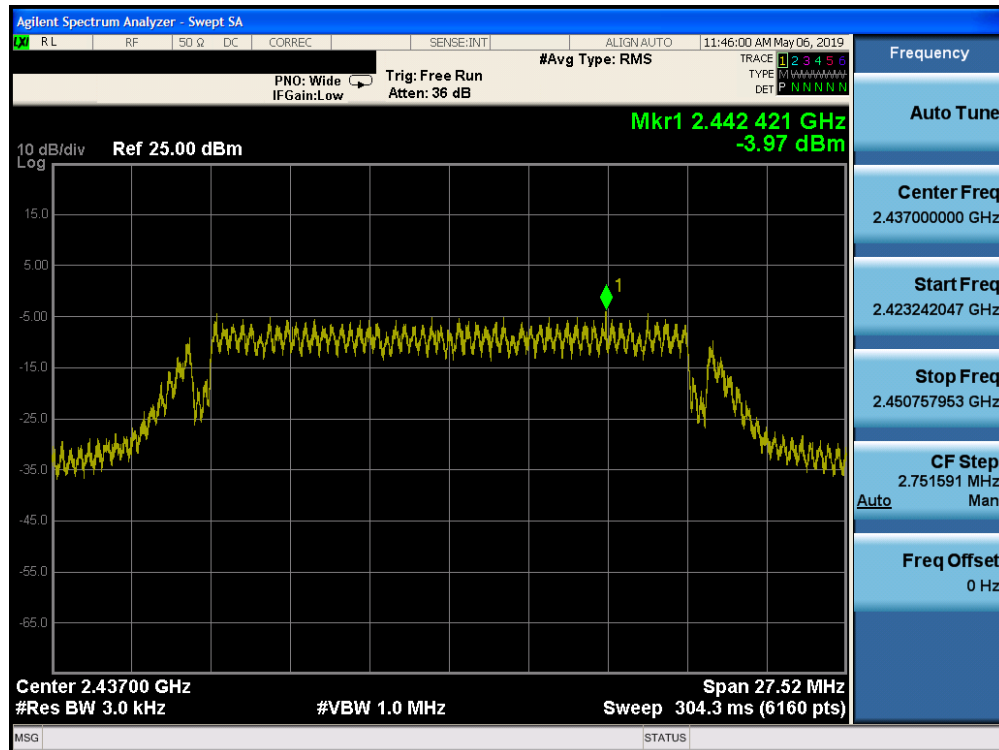 Agilent Spectrum Analyzer - Swept SA
LXI RL RF 50 Ω DC CORREC SENSE:INT ALIGN AUTO 11:46:00 AM May 06, 2019
#Avg Type: RMS
TRACE 1 2 3 4 5 6
PNO: Wide Trig: Free Run
TYPE M WWWWW
IFGain:Low Atten: 36 dB
DET P N N N N N
Mkr1 2.442 421 GHz
-3.97 dBm
10 dB/div Ref 25.00 dBm
Log
15.0
5.00
1
-5.00
-15.0
-25.0
-35.0
-45.0
-55.0
-65.0
Center 2.43700 GHz Span 27.52 MHz
#Res BW 3.0 kHz #VBW 1.0 MHz Sweep 304.3 ms (6160 pts)
MSG STATUS
Frequency
Auto Tune
Center Freq
2.437000000 GHz
Start Freq
2.423242047 GHz
Stop Freq
2.450757953 GHz
CF Step
2.751591 MHz
Auto Man
Freq Offset
0 Hz